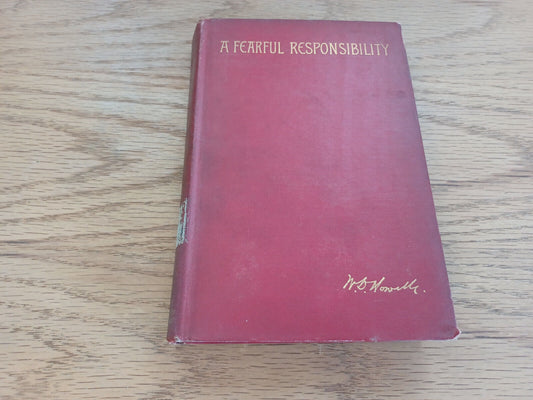 A FEARFUL RESPONSIBILITY
W.D. Howells.